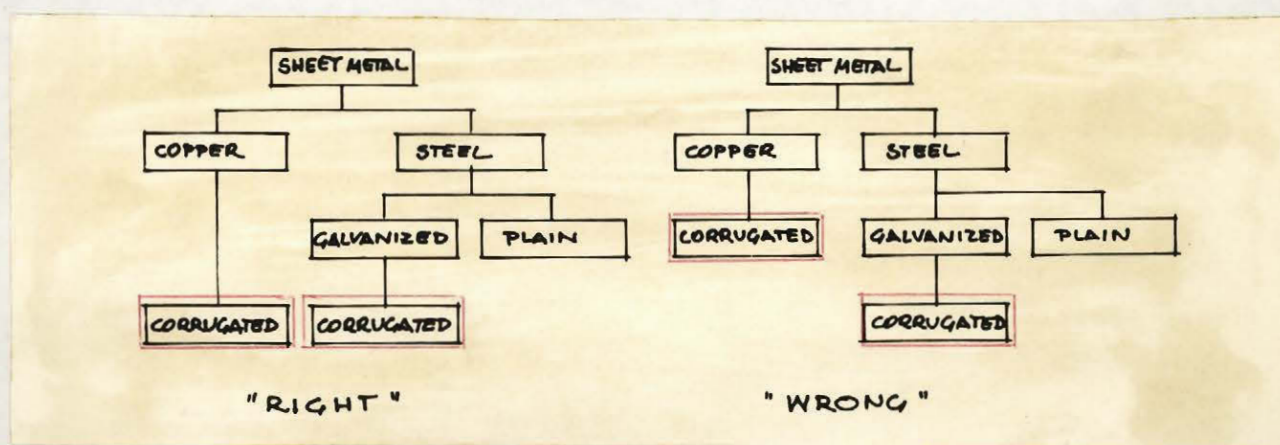 SHEET METAL
COPPER
STEEL
GALVANIZED
PLAIN
CORRUGATED
CORRUGATED
"RIGHT"
SHEET METAL
COPPER
STEEL
CORRUGATED
GALVANIZED
PLAIN
CORRUGATED
"WRONG"